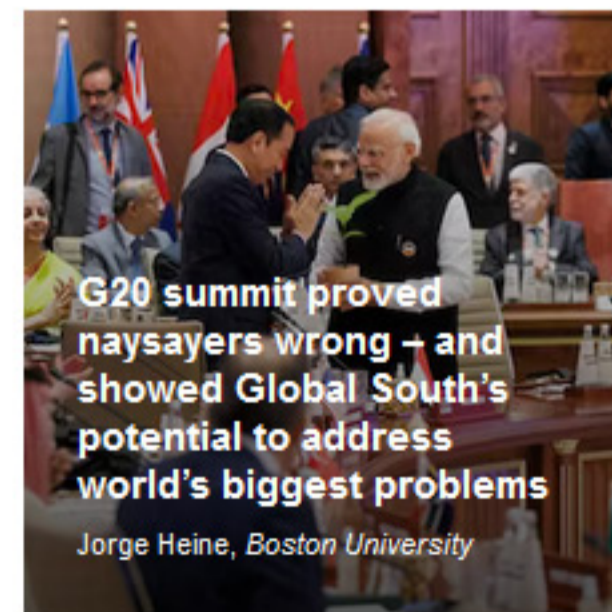 G20 summit proved
naysayers wrong – and
showed Global South’s
potential to address
world’s biggest problems
Jorge Heine, Boston University